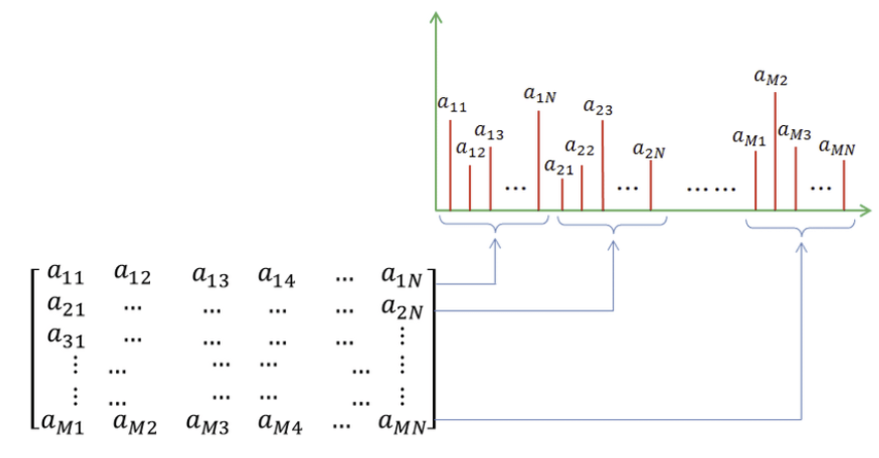 a_{M2}
a_{11} a_{1N} a_{23}
a_{12} a_{13} ... a_{21} a_{22} ... a_{2N} ... ... a_{M1} a_{M3} ... a_{MN}
a_{11} a_{12} a_{13} a_{14} ... a_{1N}
a_{21} ... ... ... ... a_{2N}
a_{31} ... ... ... ... ⋮
⋮ ... ... ... ... ⋮
⋮ ... ... ... ... ⋮
a_{M1} a_{M2} a_{M3} a_{M4} ... a_{MN}